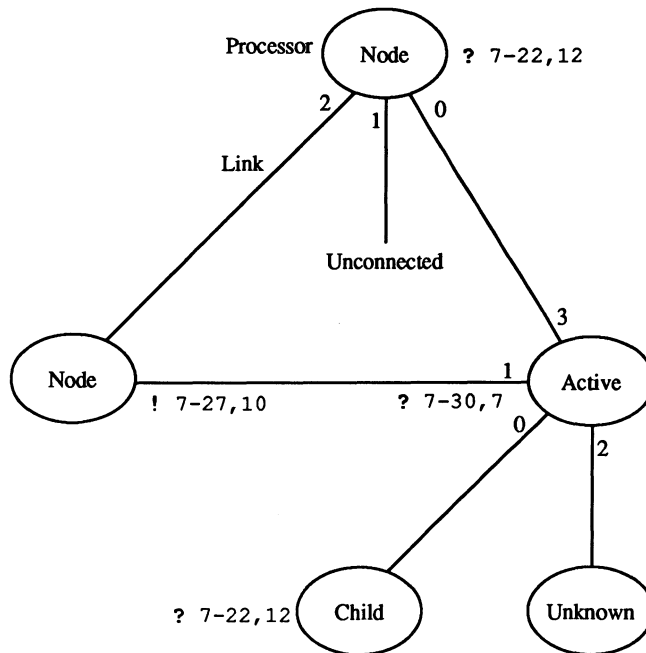 Processor
Node
? 7-22,12
2
1
0
Link
Unconnected
3
Node
1
Active
! 7-27,10
? 7-30,7
0
2
? 7-22,12
Child
Unknown